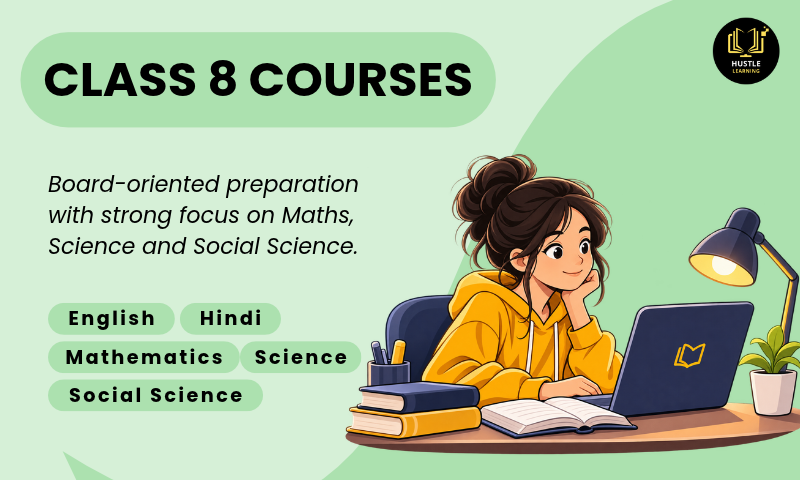 CLASS 8 COURSES
HUSTLE
LEARNING
Board-oriented preparation
with strong focus on Maths,
Science and Social Science.
English Hindi
Mathematics Science
Social Science